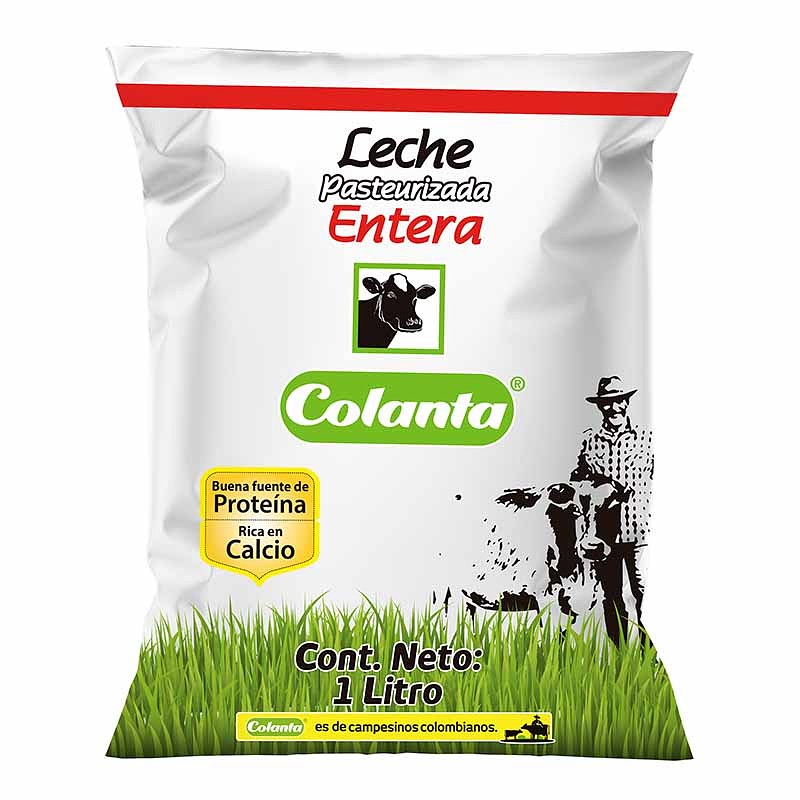 Leche
Pasteurizada
Entera
Colanta®
Buena fuente de
Proteína
Rica en
Calcio
Cont. Neto:
1 Litro
Colanta® es de campesinos colombianos.